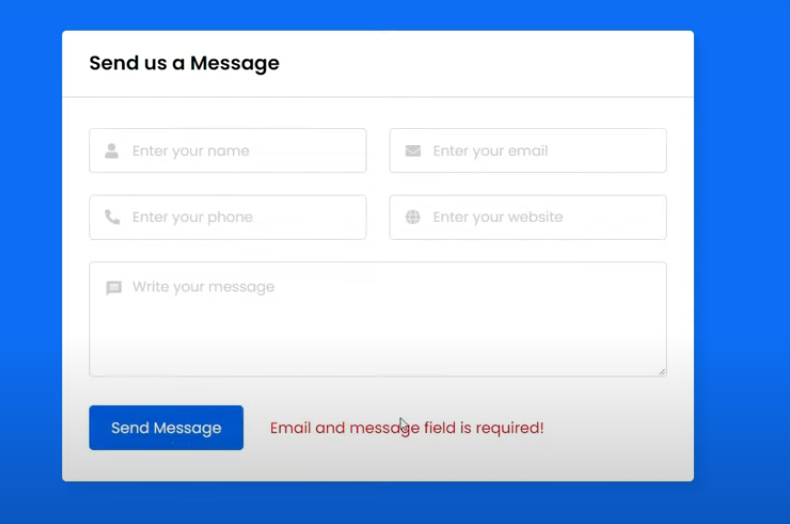 Send us a Message
Enter your name
Enter your email
Enter your phone
Enter your website
Write your message
Send Message
Email and message field is required!